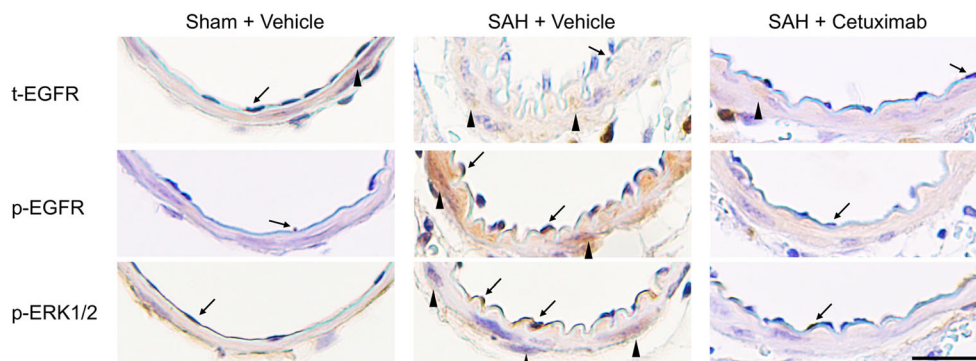 Sham + Vehicle SAH + Vehicle SAH + Cetuximab
t-EGFR
p-EGFR
p-ERK1/2